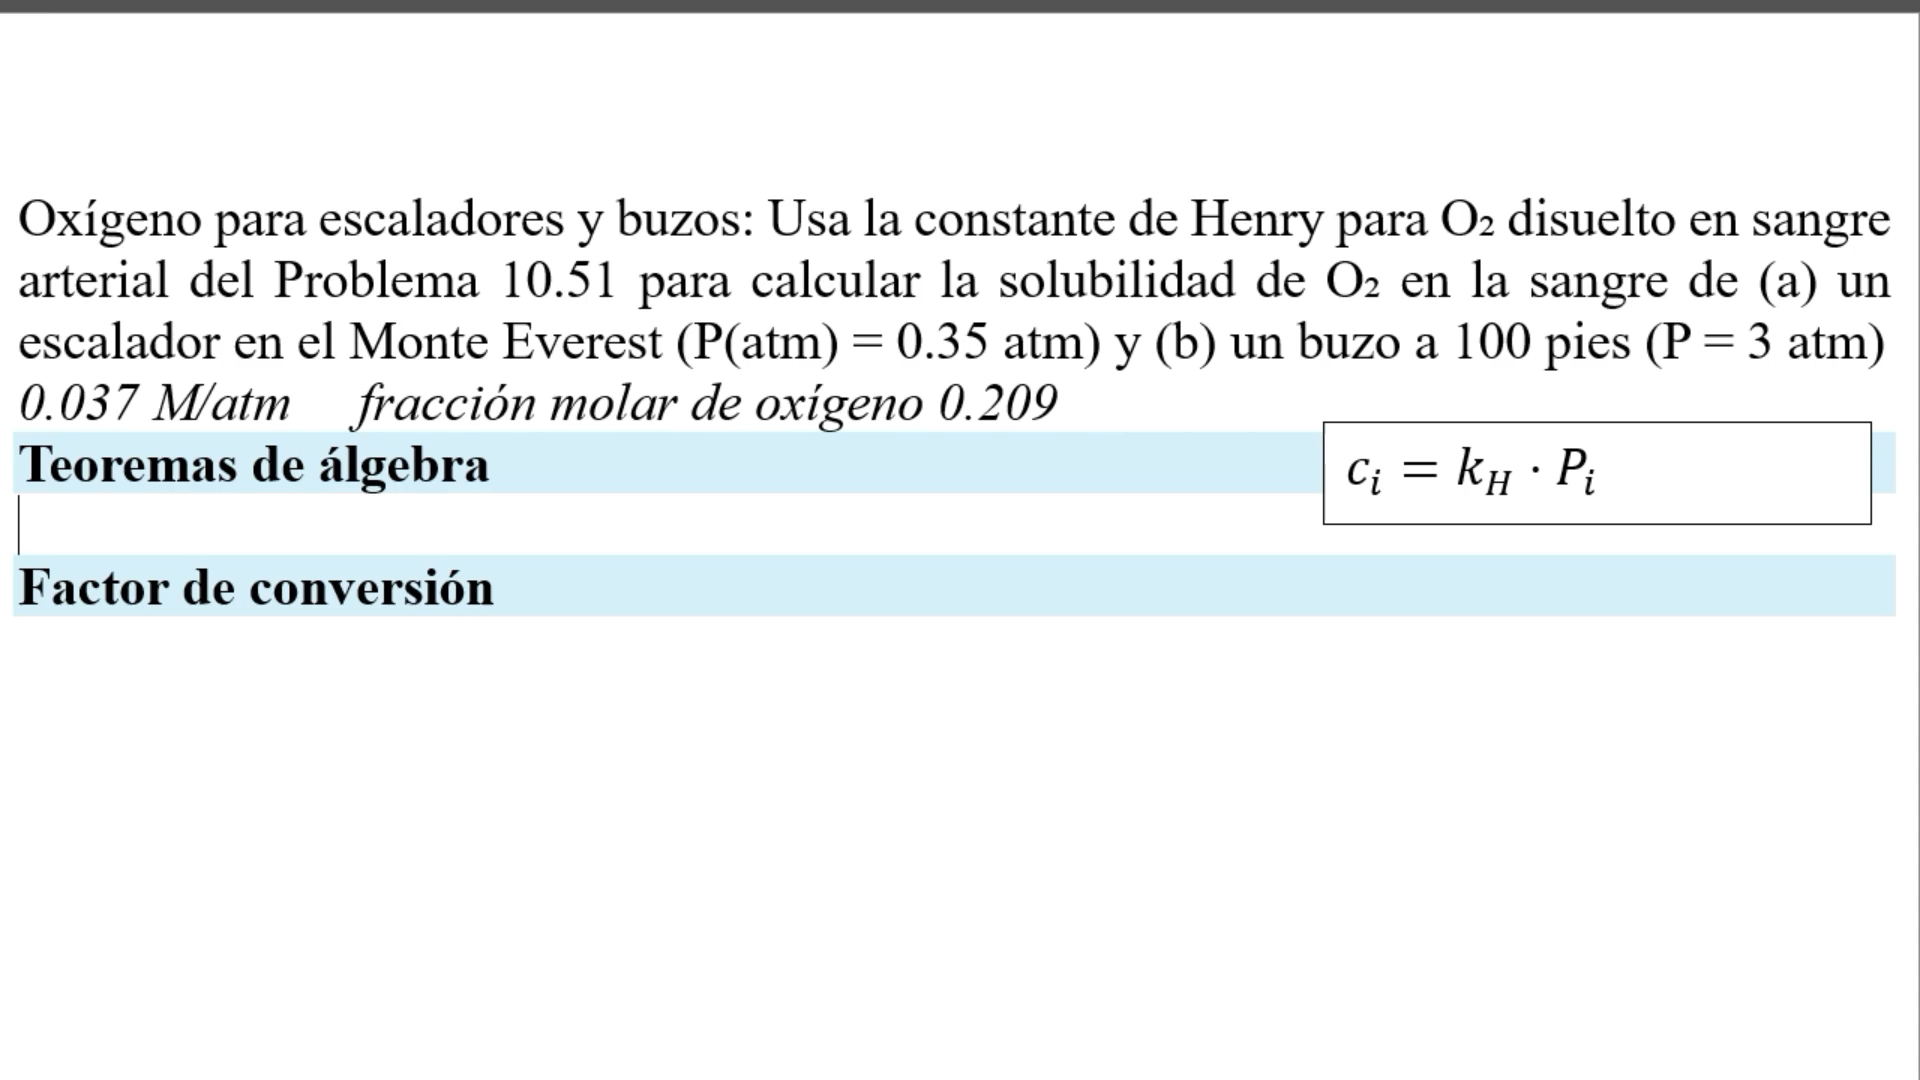 Oxígeno para escaladores y buzos: Usa la constante de Henry para O₂ disuelto en sangre
arterial del Problema 10.51 para calcular la solubilidad de O₂ en la sangre de (a) un
escalador en el Monte Everest (P(atm) = 0.35 atm) y (b) un buzo a 100 pies (P = 3 atm)
0.037 M/atm fracción molar de oxígeno 0.209
Teoremas de álgebra
cᵢ = k_H · Pᵢ
Factor de conversión